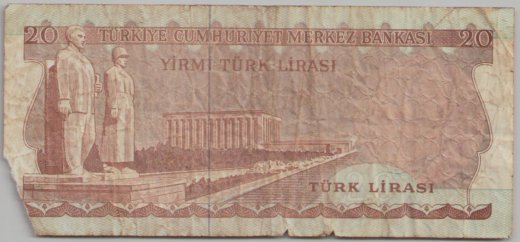 20 TÜRKİYE CUMHURİYET MERKEZ BANKASI 20
YİRMİ TÜRK LİRASI
TÜRK LİRASI